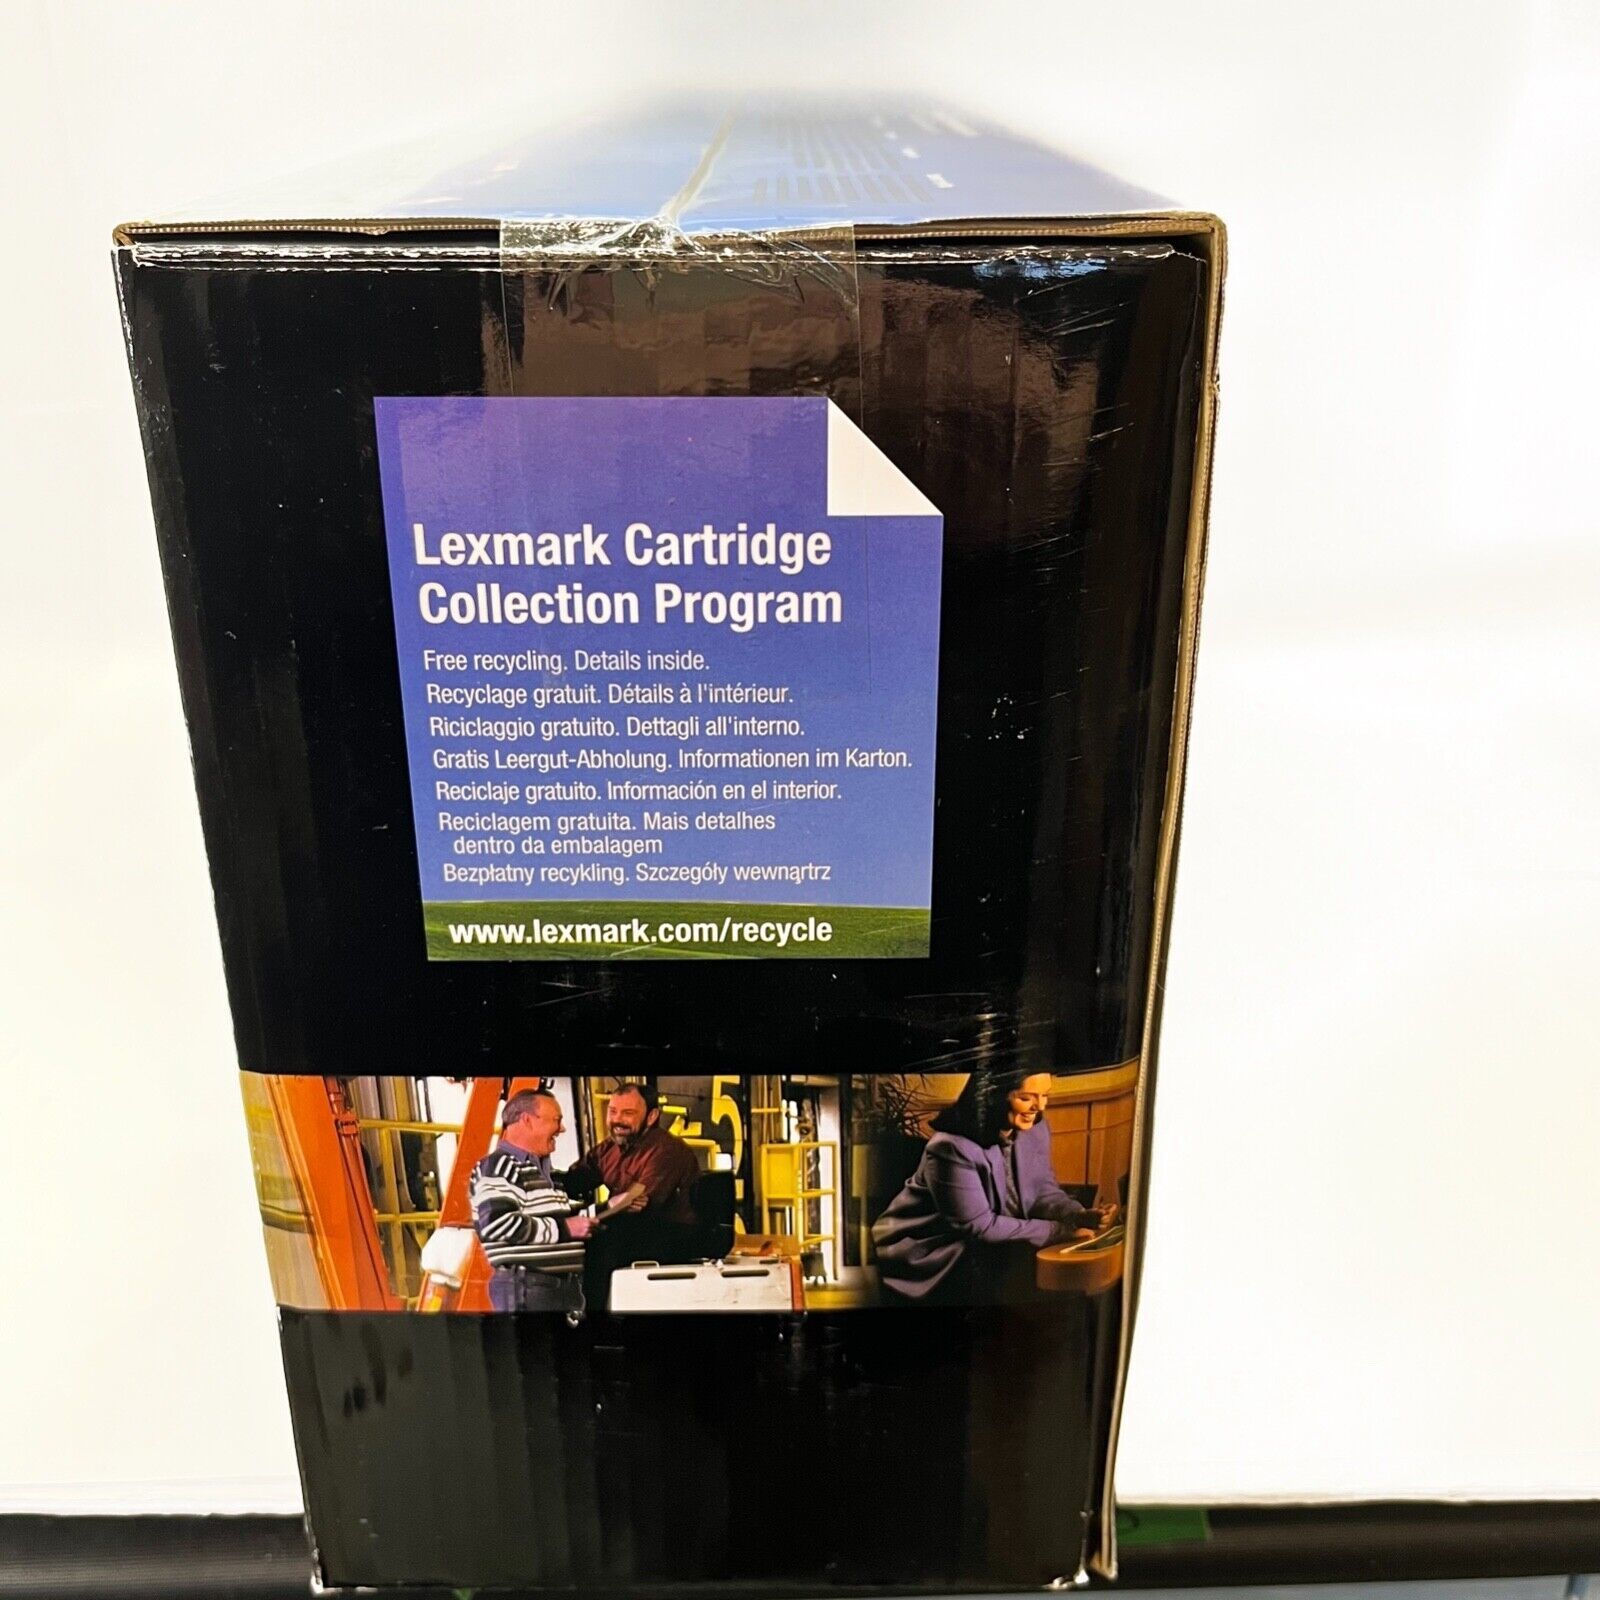 Lexmark Cartridge
Collection Program
Free recycling. Details inside.
Recyclage gratuit. Détails à l'intérieur.
Riciclaggio gratuito. Dettagli all'interno.
Gratis Leergut-Abholung. Informationen im Karton.
Reciclaje gratuito. Información en el interior.
Reciclagem gratuita. Mais detalhes
dentro da embalagem
Bezpłatny recykling. Szczegóły wewnątrz
www.lexmark.com/recycle
5